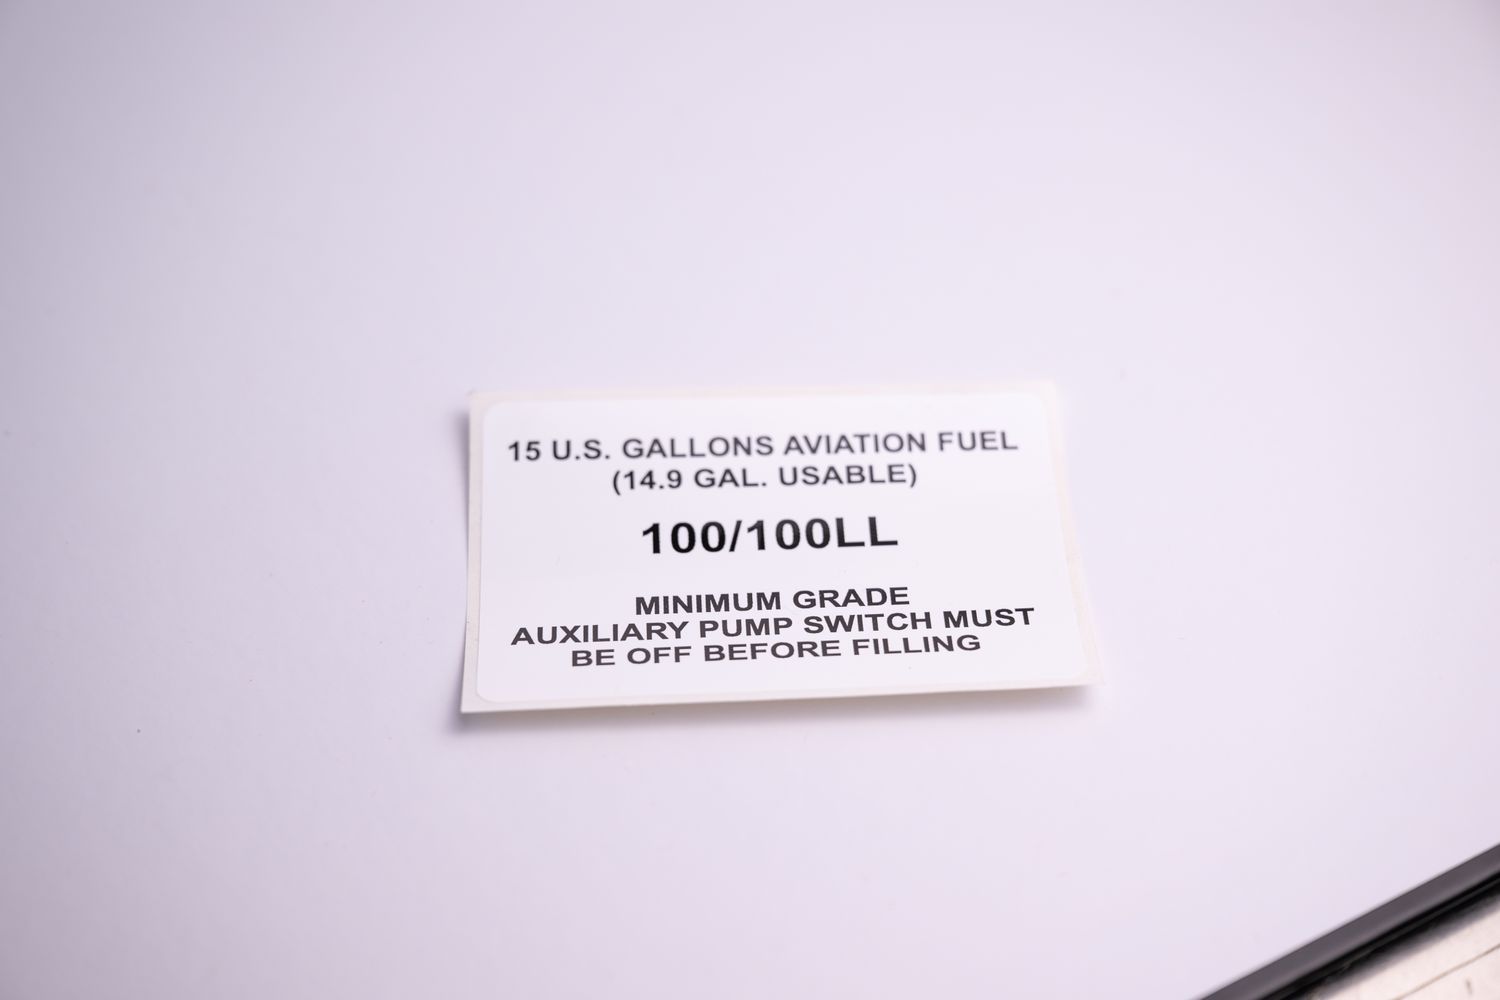 15 U.S. GALLONS AVIATION FUEL
(14.9 GAL. USABLE)
100/100LL
MINIMUM GRADE
AUXILIARY PUMP SWITCH MUST
BE OFF BEFORE FILLING